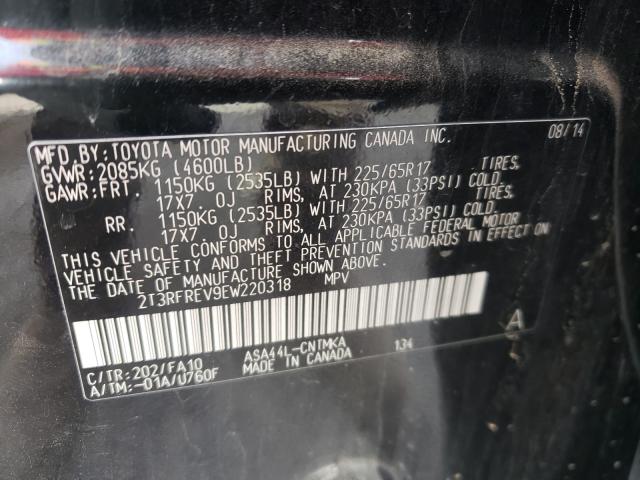 MFD.BY:TOYOTA MOTOR MANUFACTURING CANADA INC. 08/14
GVWR:2085KG (4600LB)
GAWR:FRT. 1150KG (2535LB) WITH 225/65R17 TIRES,
17X7. 0J RIMS, AT 230KPA (33PSI) COLD.
RR. 1150KG (2535LB) WITH 225/65R17 TIRES,
17X7. 0J RIMS, AT 230KPA (33PSI) COLD.
THIS VEHICLE CONFORMS TO ALL APPLICABLE FEDERAL MOTOR
VEHICLE SAFETY AND THEFT PREVENTION STANDARDS IN EFFECT ON
THE DATE OF MANUFACTURE SHOWN ABOVE.
2T3RFREV9EW220318 MPV
A
C/TR:202/FA10 ASA44L-CNTMKA 134
A/TM:-01A/U760F MADE IN CANADA